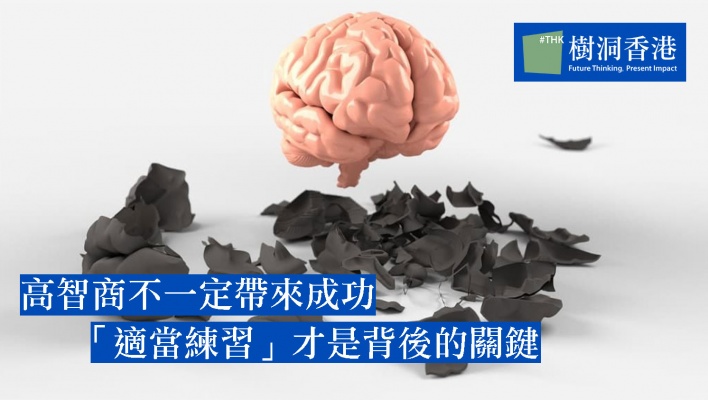 #THK
樹洞香港
Future Thinking, Present Impact
高智商不一定帶來成功
「適當練習」才是背後的關鍵